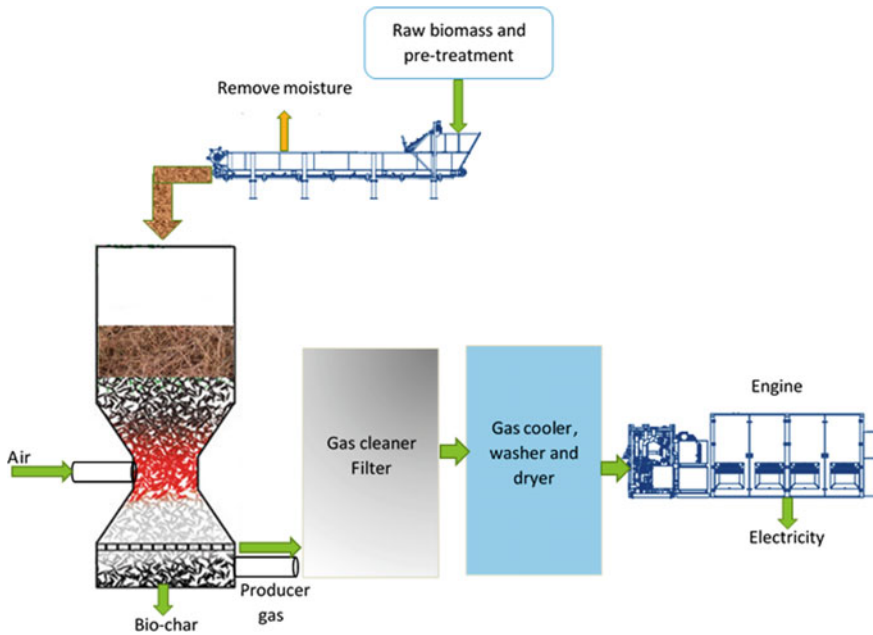 Raw biomass and
pre-treatment
Remove moisture
Air
Gas cleaner
Filter
Gas cooler,
washer and
dryer
Engine
Electricity
Producer
gas
Bio-char